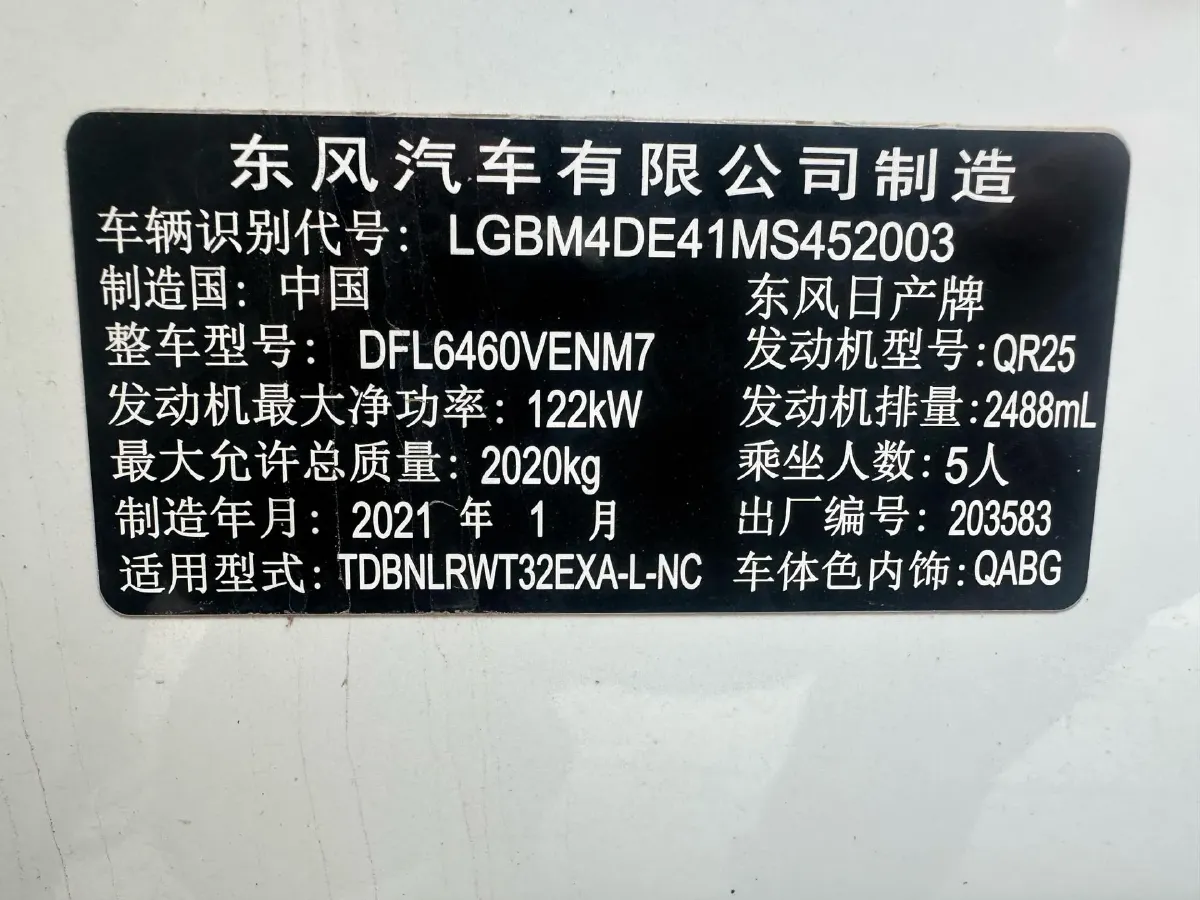 东风汽车有限公司制造
车辆识别代号：LGBM4DE41MS452003
制造国：中国 东风日产牌
整车型号：DFL6460VENM7 发动机型号:QR25
发动机最大净功率:122kW 发动机排量:2488mL
最大允许总质量:2020kg 乘坐人数:5人
制造年月:2021 年 1 月 出厂编号:203583
适用型式:TDBNLRWT32EXA-L-NC 车体色内饰:QABG